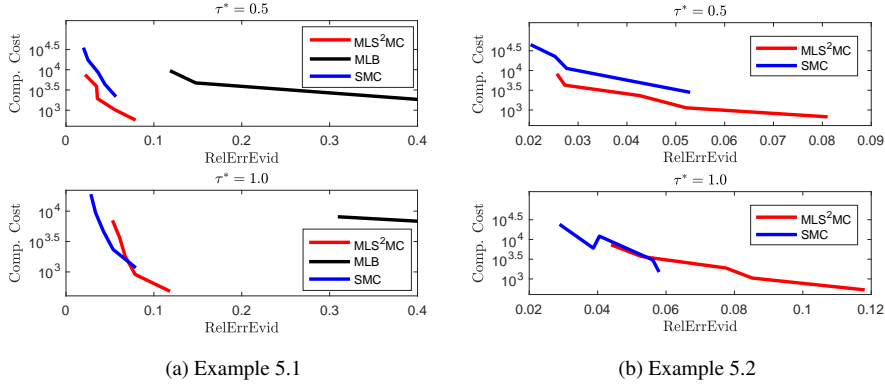 τ* = 0.5
Comp. Cost
10^4.5
10^4
10^3.5
10^3
MLS²MC
MLB
SMC
0 0.1 0.2 0.3 0.4
RelErrEvid
τ* = 1.0
Comp. Cost
10^4
10^3.5
10^3
MLS²MC
MLB
SMC
0 0.1 0.2 0.3 0.4
RelErrEvid
(a) Example 5.1
τ* = 0.5
Comp. Cost
10^4.5
10^4
10^3.5
10^3
MLS²MC
SMC
0.02 0.03 0.04 0.05 0.06 0.07 0.08 0.09
RelErrEvid
τ* = 1.0
Comp. Cost
10^4.5
10^4
10^3.5
10^3
MLS²MC
SMC
0.02 0.04 0.06 0.08 0.1 0.12
RelErrEvid
(b) Example 5.2